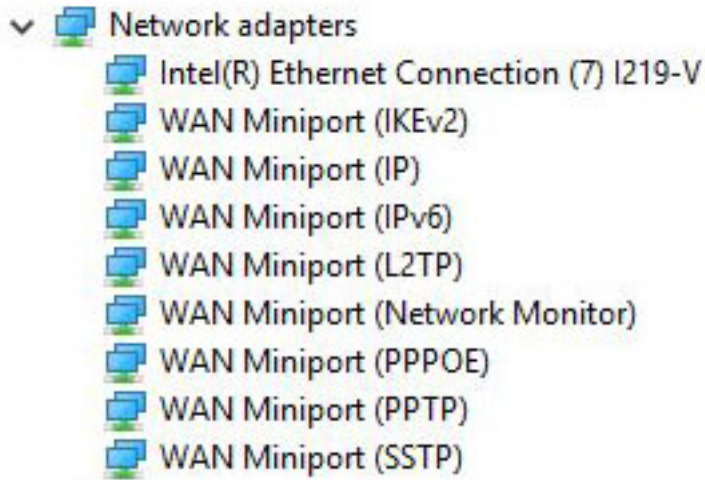 Network adapters
Intel(R) Ethernet Connection (7) I219-V
WAN Miniport (IKEv2)
WAN Miniport (IP)
WAN Miniport (IPv6)
WAN Miniport (L2TP)
WAN Miniport (Network Monitor)
WAN Miniport (PPPOE)
WAN Miniport (PPTP)
WAN Miniport (SSTP)